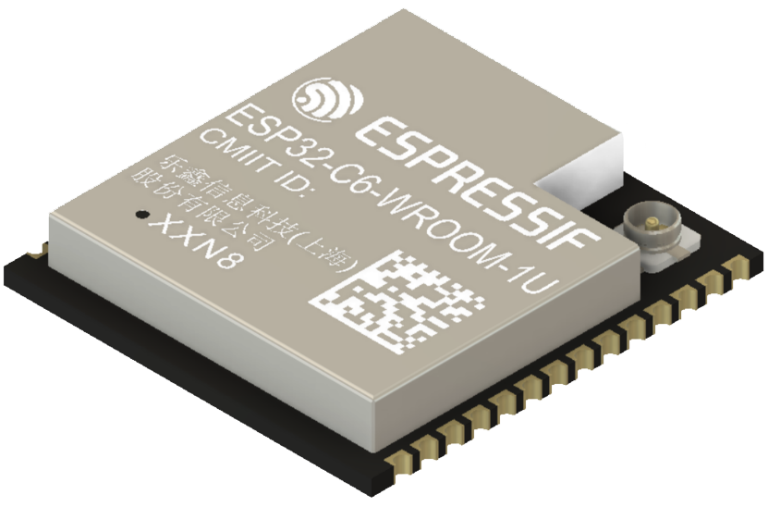 ESPRESSIF
ESP32-C6-WROOM-1U
CMIIT ID:
乐鑫信息科技(上海)
股份有限公司
XXN8